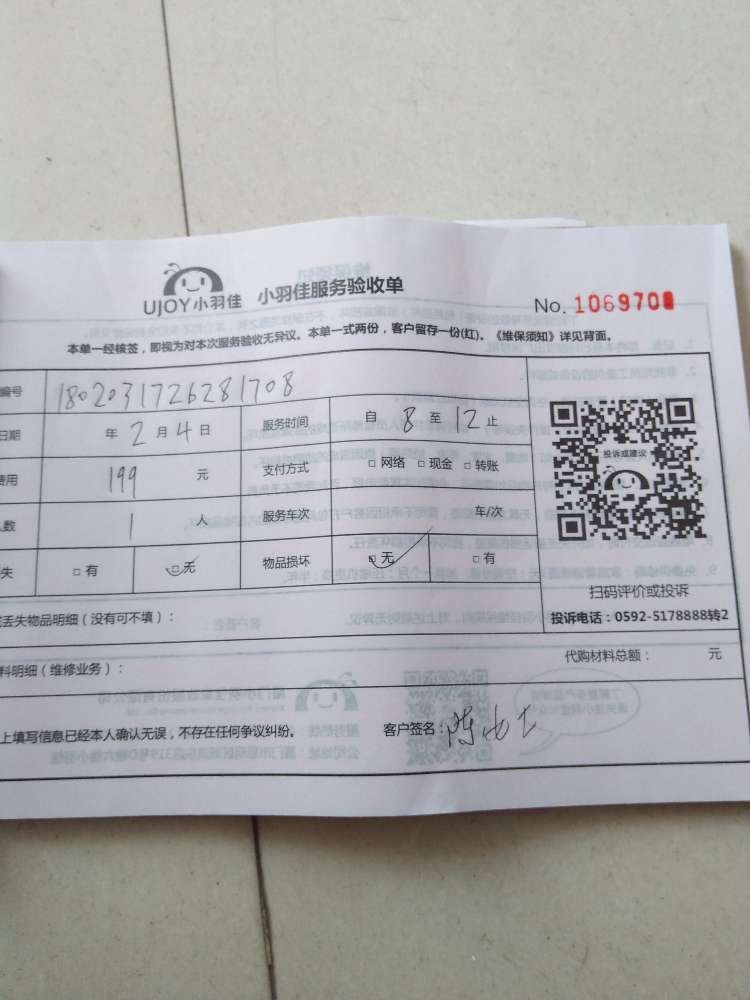 UJOY小羽佳 小羽佳服务验收单
No. 1069708
本单一经核签，即视为对本次服务验收无异议。本单一式两份，客户留存一份(红)。《维保须知》详见背面。
编号 1802031726281708
日期 年 2 月 4 日 服务时间 自 8 至 12 止
费用 199 元 支付方式 □ 网络 □ 现金 □ 转账
人数 1 人 服务车次 车/次
失 □ 有 □ 无 物品损坏 □ 无 □ 有
投诉或建议
扫码评价或投诉
投诉电话：0592-5178888转2
丢失物品明细（没有可不填）：
料明细（维修业务）：
代购材料总额： 元
上填写信息已经本人确认无误，不存在任何争议纠纷。 客户签名：陈女士